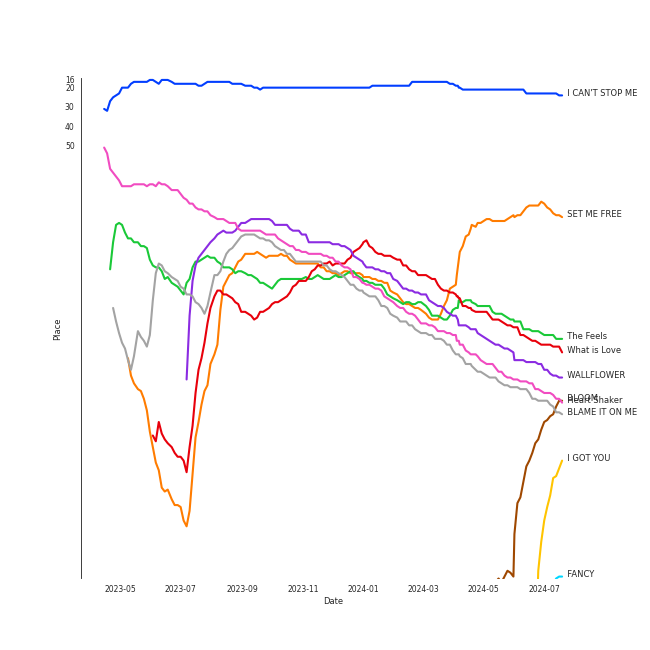 16
20
30
40
50
Place
I CAN'T STOP ME
SET ME FREE
The Feels
What is Love
WALLFLOWER
BLOOM
Heart Shaker
BLAME IT ON ME
I GOT YOU
FANCY
2023-05 2023-07 2023-09 2023-11 2024-01 2024-03 2024-05 2024-07
Date